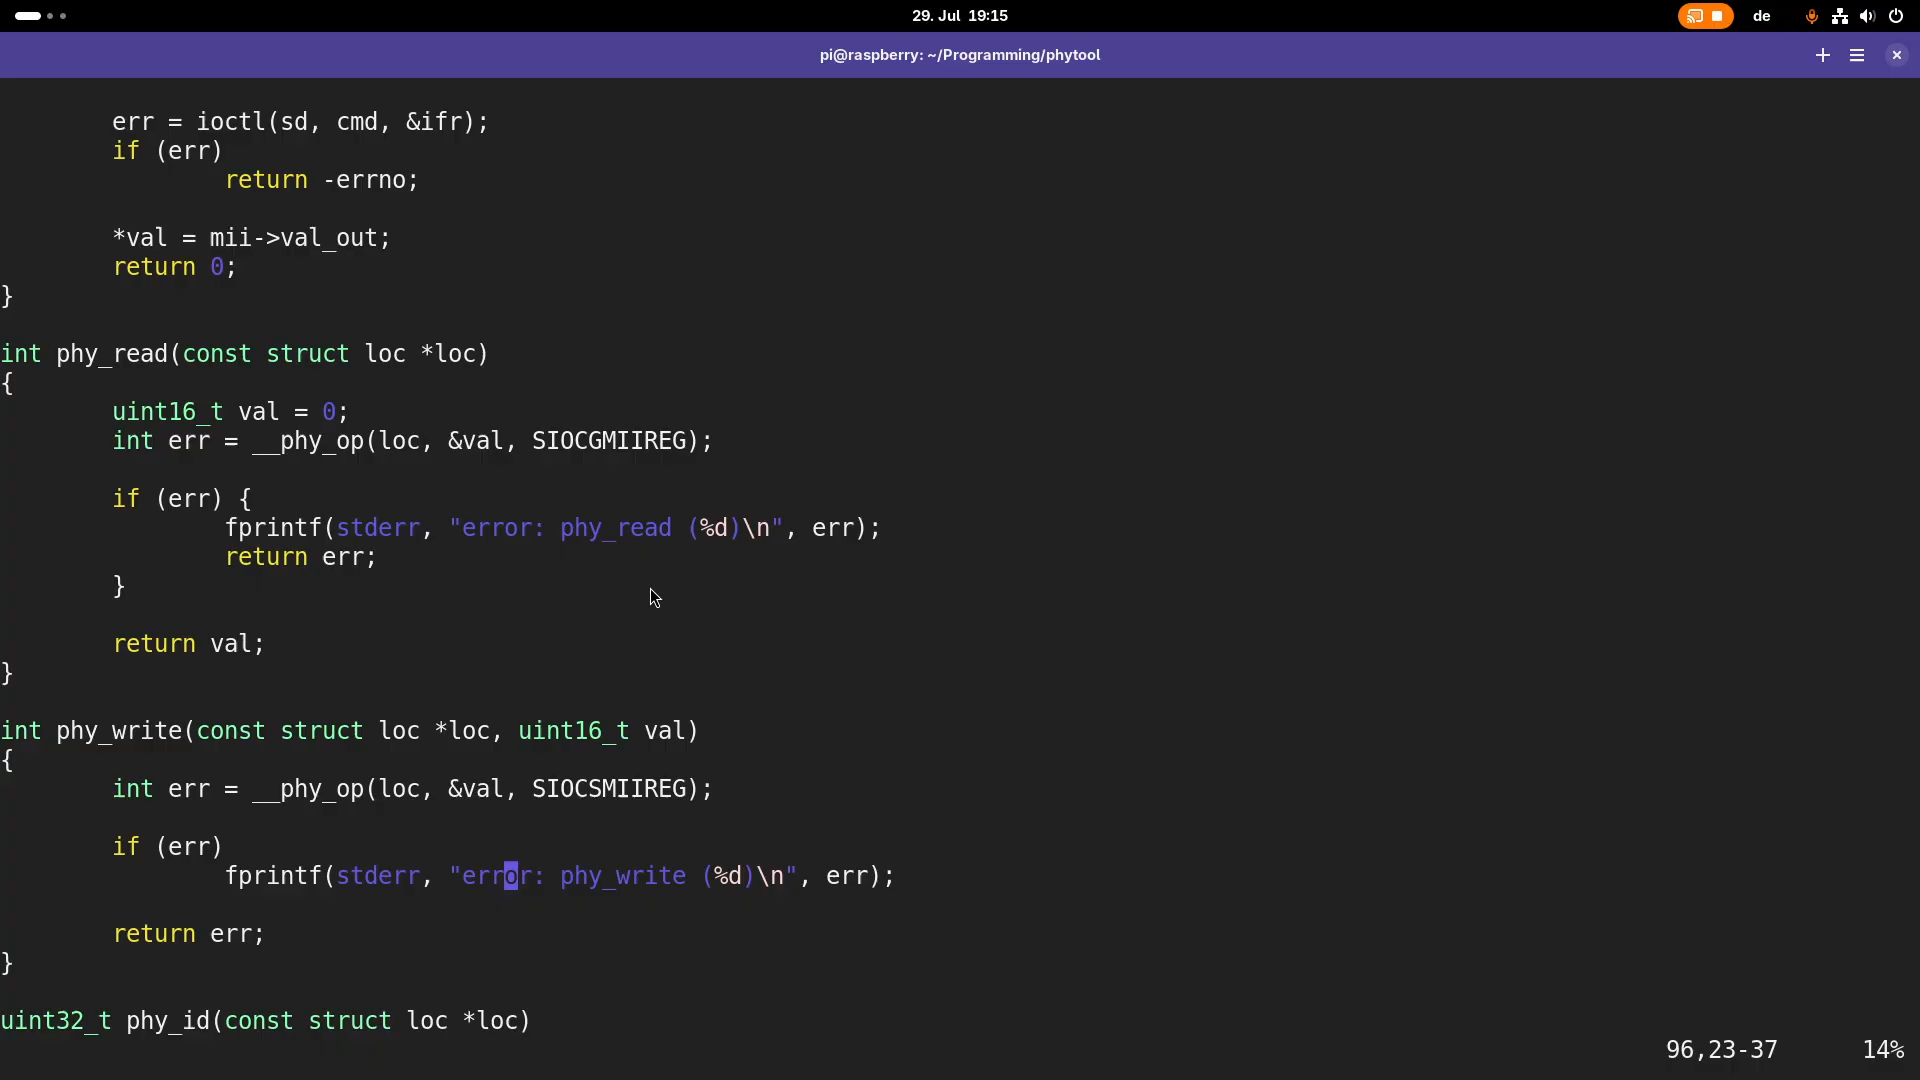 29. Jul 19:15
de
pi@raspberry: ~/Programming/phytool
err = ioctl(sd, cmd, &ifr);
if (err)
return -errno;
*val = mii->val_out;
return 0;
}
int phy_read(const struct loc *loc)
{
uint16_t val = 0;
int err = __phy_op(loc, &val, SIOCGMIIREG);
if (err) {
fprintf(stderr, "error: phy_read (%d)\n", err);
return err;
}
return val;
}
int phy_write(const struct loc *loc, uint16_t val)
{
int err = __phy_op(loc, &val, SIOCSMIIREG);
if (err)
fprintf(stderr, "error: phy_write (%d)\n", err);
return err;
}
uint32_t phy_id(const struct loc *loc)
96,23-37 14%